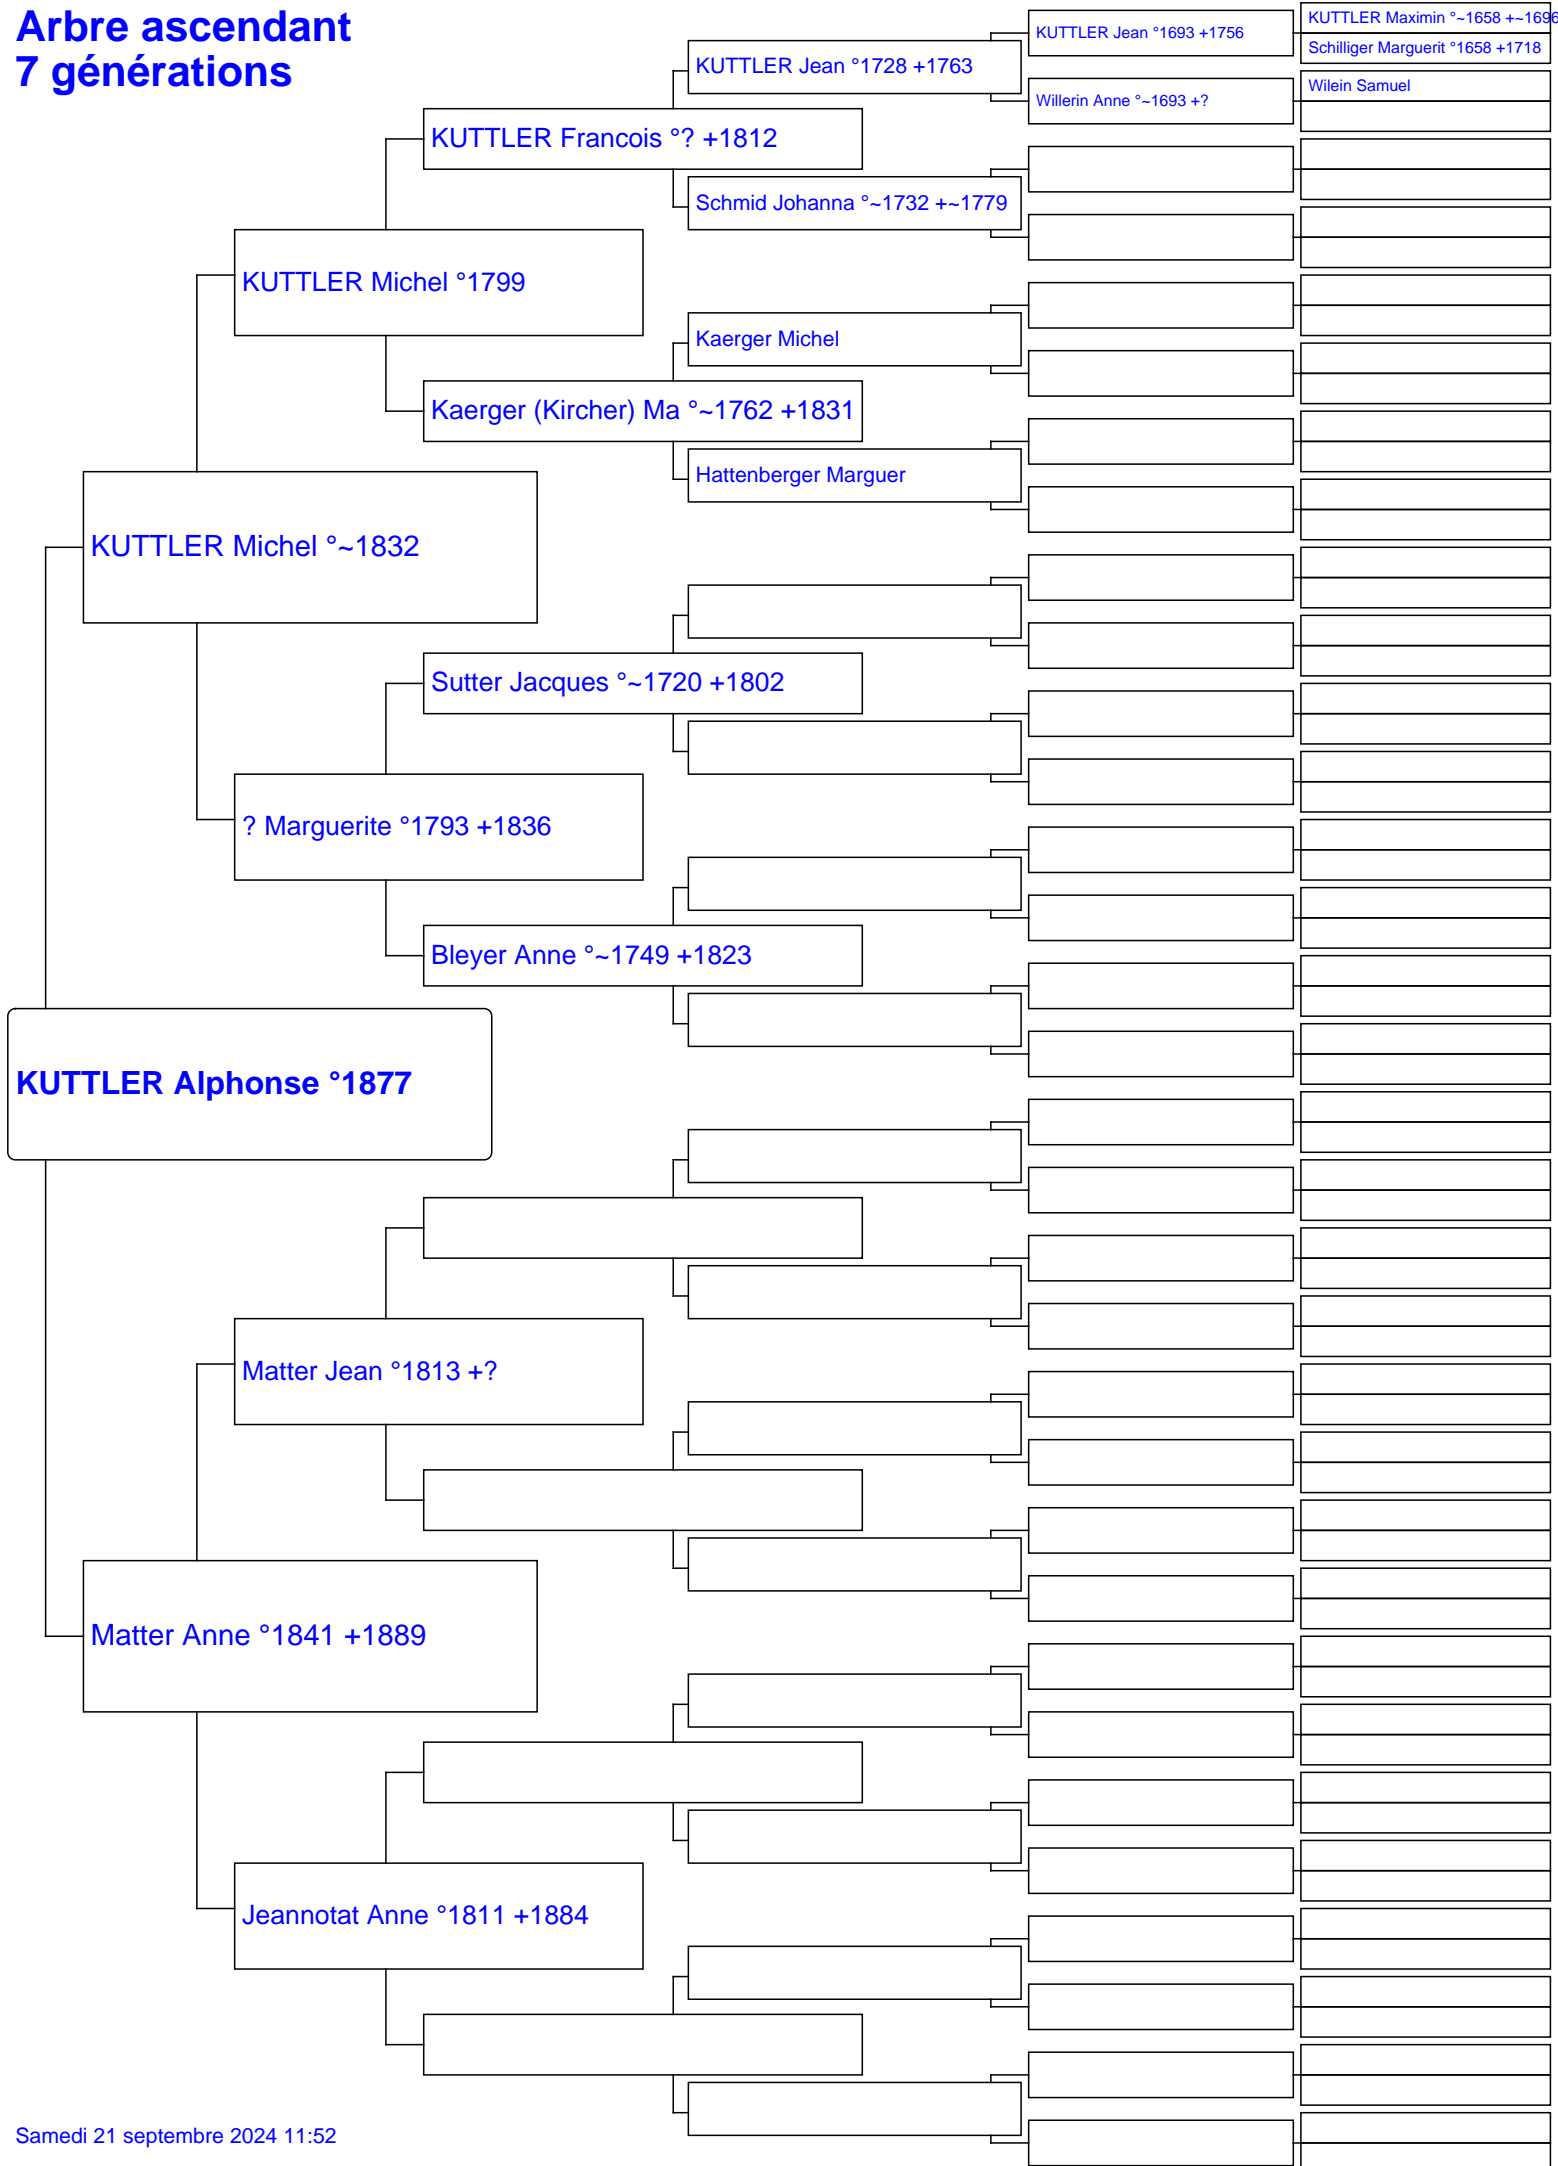 Arbre ascendant
7 générations
KUTTLER Maximin °~1658 +~1696
KUTTLER Jean °1693 +1756
Schilliger Marguerit °1658 +1718
KUTTLER Jean °1728 +1763
Wilein Samuel
Willerin Anne °~1693 +?
KUTTLER Francois °? +1812
Schmid Johanna °~1732 +~1779
KUTTLER Michel °1799
Kaerger Michel
Kaerger (Kircher) Ma °~1762 +1831
Hattenberger Marguer
KUTTLER Michel °~1832
Sutter Jacques °~1720 +1802
? Marguerite °1793 +1836
Bleyer Anne °~1749 +1823
KUTTLER Alphonse °1877
Matter Jean °1813 +?
Matter Anne °1841 +1889
Jeannotat Anne °1811 +1884
Samedi 21 septembre 2024 11:52